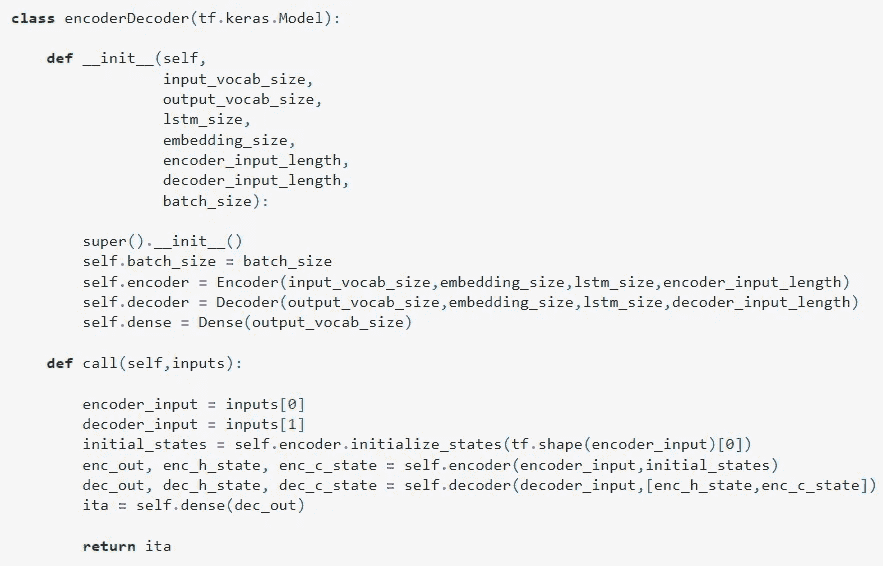 class encoderDecoder(tf.keras.Model):
def __init__(self,
input_vocab_size,
output_vocab_size,
lstm_size,
embedding_size,
encoder_input_length,
decoder_input_length,
batch_size):
super().__init__()
self.batch_size = batch_size
self.encoder = Encoder(input_vocab_size,embedding_size,lstm_size,encoder_input_length)
self.decoder = Decoder(output_vocab_size,embedding_size,lstm_size,decoder_input_length)
self.dense = Dense(output_vocab_size)
def call(self,inputs):
encoder_input = inputs[0]
decoder_input = inputs[1]
initial_states = self.encoder.initialize_states(tf.shape(encoder_input)[0])
enc_out, enc_h_state, enc_c_state = self.encoder(encoder_input,initial_states)
dec_out, dec_h_state, dec_c_state = self.decoder(decoder_input,[enc_h_state,enc_c_state])
ita = self.dense(dec_out)
return ita